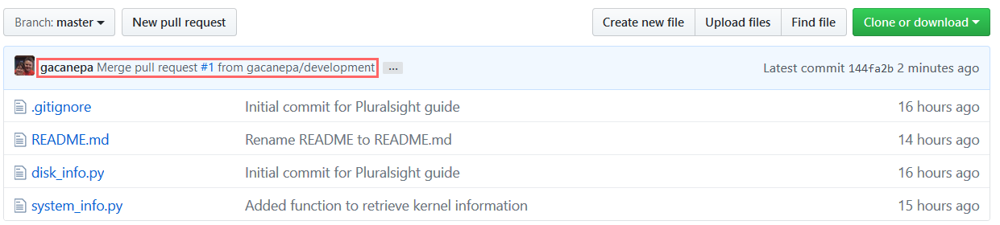 Branch: master New pull request Create new file Upload files Find file Clone or download
gacanepa Merge pull request #1 from gacanepa/development ... Latest commit 144fa2b 2 minutes ago
.gitignore Initial commit for Pluralsight guide 16 hours ago
README.md Rename README to README.md 14 hours ago
disk_info.py Initial commit for Pluralsight guide 16 hours ago
system_info.py Added function to retrieve kernel information 15 hours ago